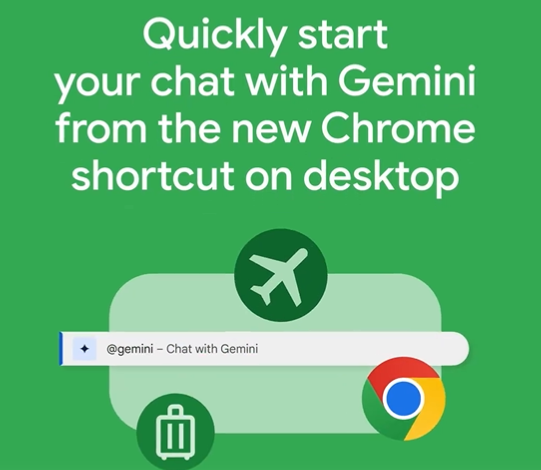 Quickly start
your chat with Gemini
from the new Chrome
shortcut on desktop
@gemini – Chat with Gemini